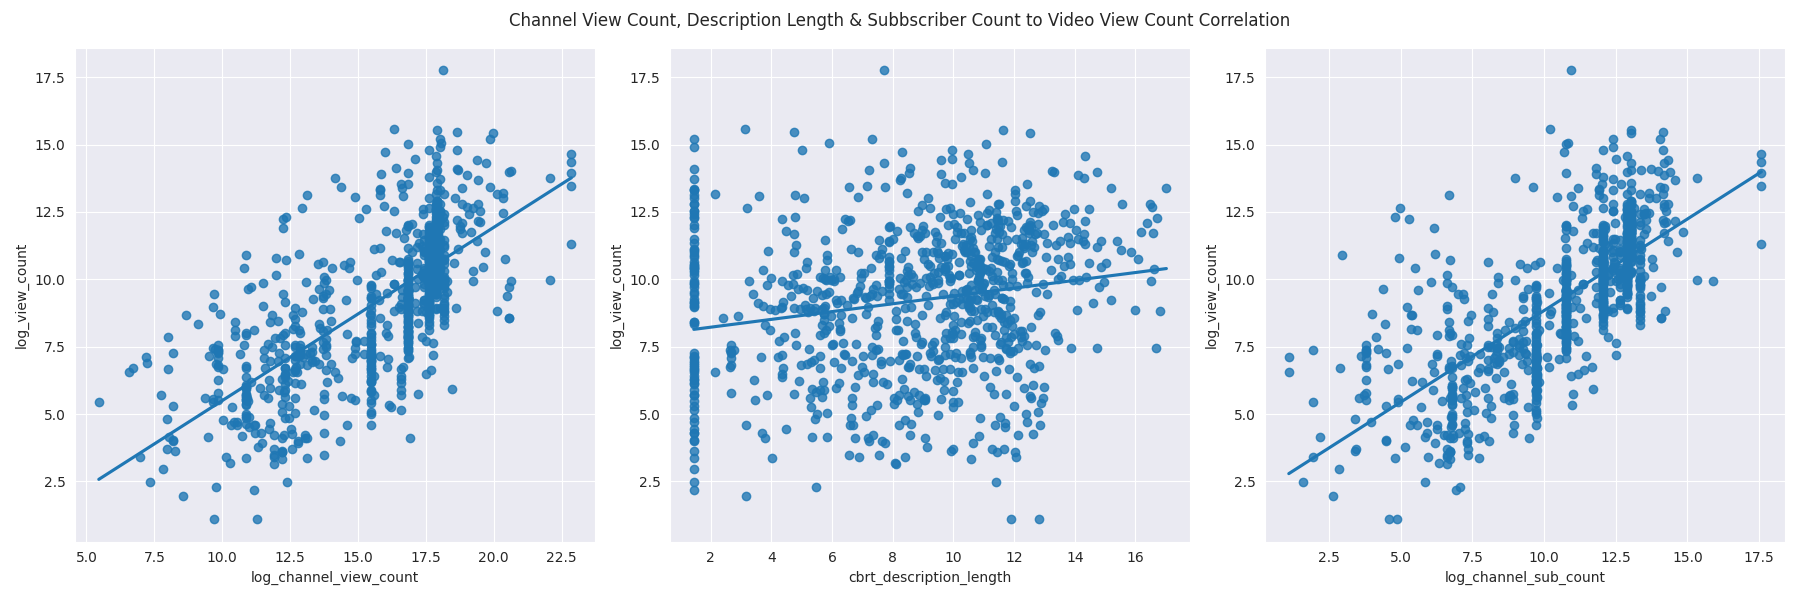 Channel View Count, Description Length & Subbscriber Count to Video View Count Correlation
17.5
15.0
12.5
10.0
7.5
5.0
2.5
log_view_count
5.0 7.5 10.0 12.5 15.0 17.5 20.0 22.5
log_channel_view_count
17.5
15.0
12.5
10.0
7.5
5.0
2.5
log_view_count
2 4 6 8 10 12 14 16
cbrt_description_length
17.5
15.0
12.5
10.0
7.5
5.0
2.5
log_view_count
2.5 5.0 7.5 10.0 12.5 15.0 17.5
log_channel_sub_count